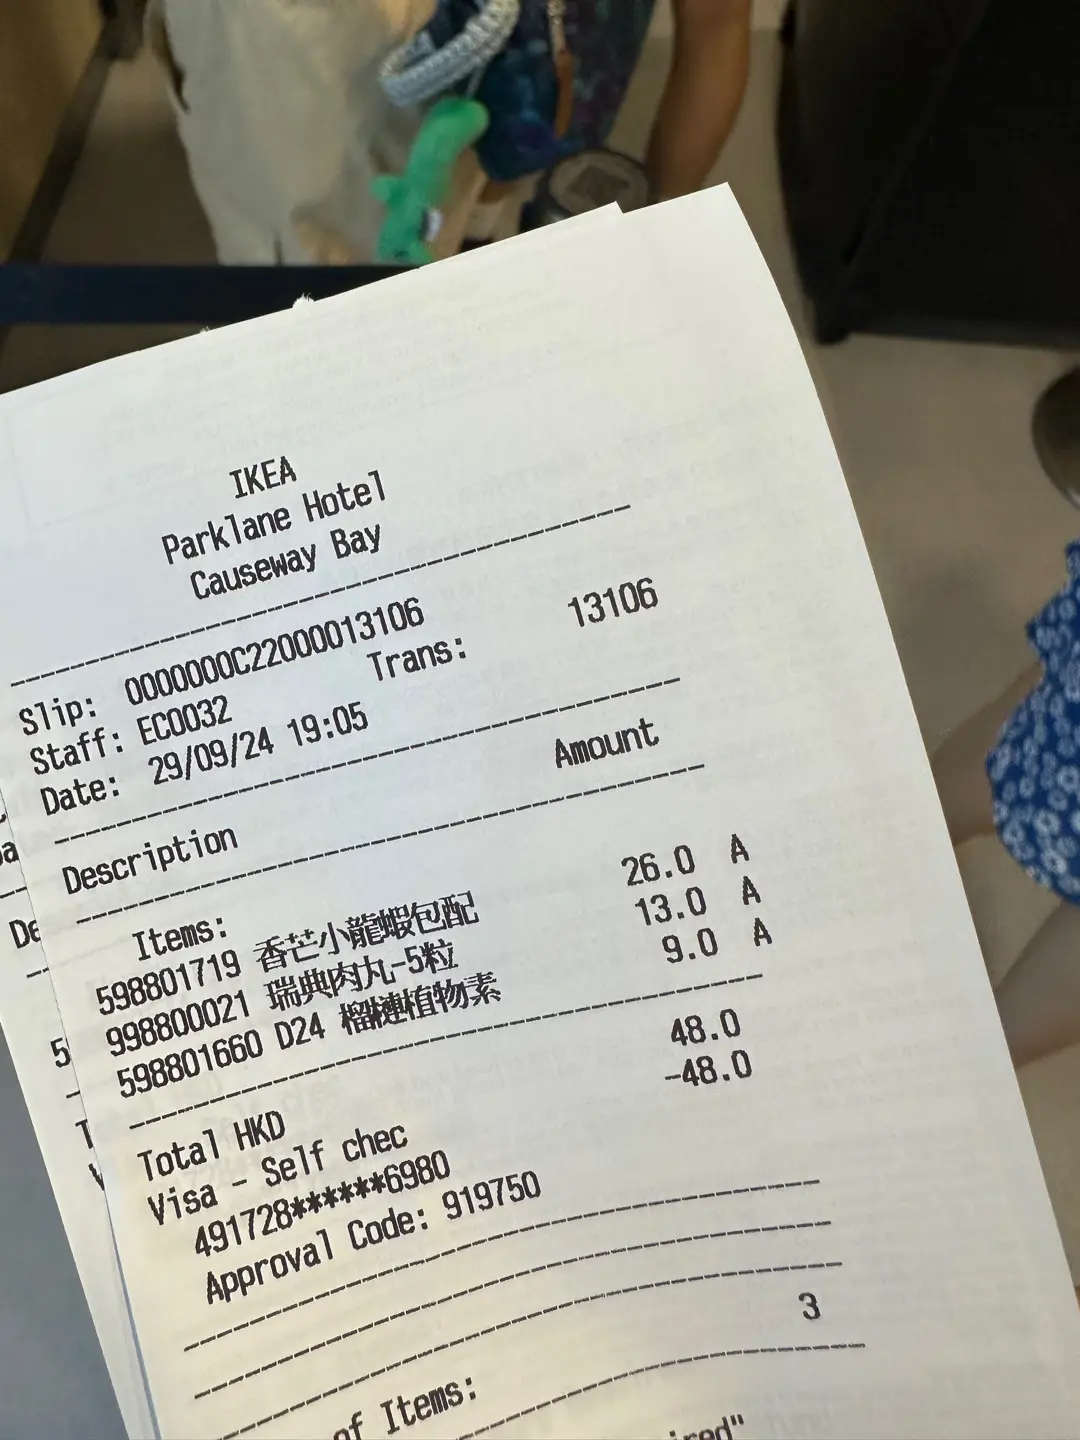 IKEA
Parklane Hotel
Causeway Bay
Slip: 0000000C22000013106
Staff: EC0032 Trans: 13106
Date: 29/09/24 19:05
Description Amount
Items:
598801719 香芒小龍蝦包配 26.0 A
998800021 瑞典肉丸-5粒 13.0 A
598801660 D24 榴槤植物素 9.0 A
Total HKD 48.0
Visa - Self chec -48.0
491728******6980
Approval Code: 919750
of Items: 3